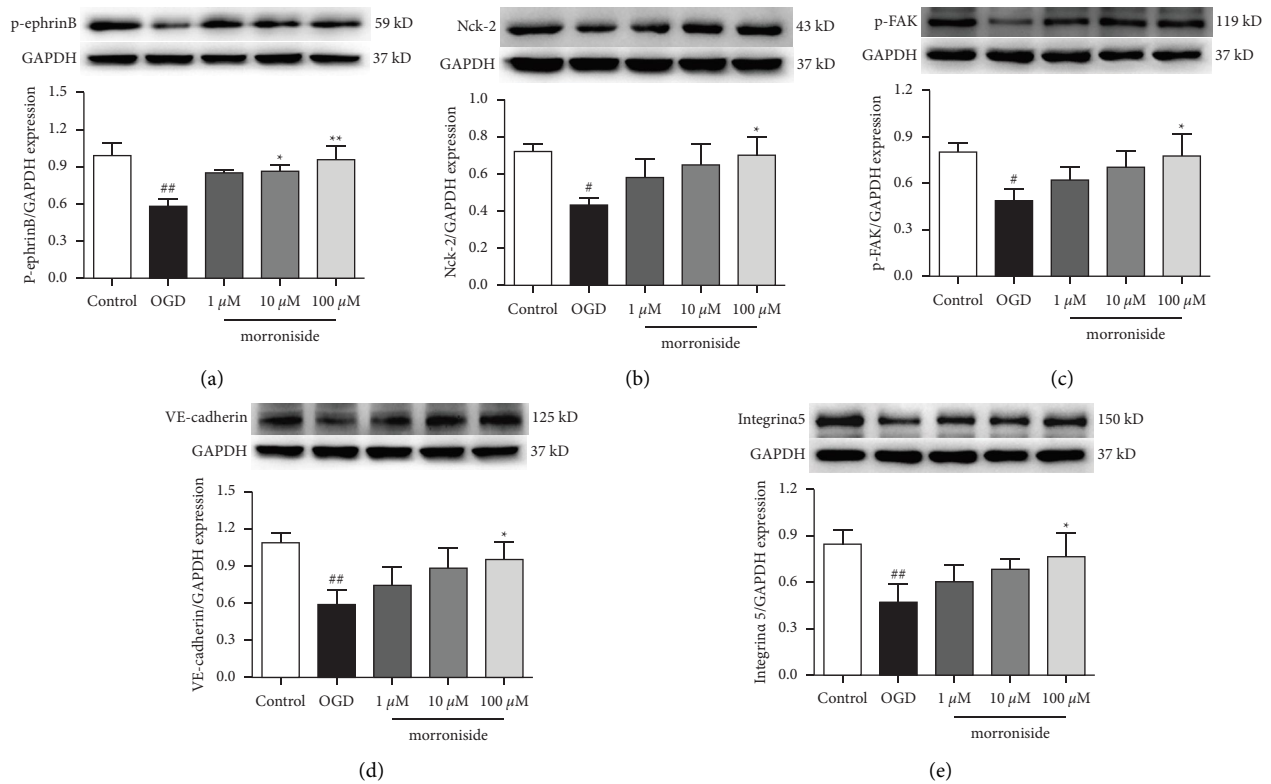 p-ephrinB 59 kD
GAPDH 37 kD
P-ephrinB/GAPDH expression
1.5
1.2
0.9
0.6
0.3
0.0
##
*
**
Control OGD 1 µM 10 µM 100 µM
morroniside
(a)
Nck-2 43 kD
GAPDH 37 kD
Nck-2/GAPDH expression
1.0
0.8
0.6
0.4
0.2
0.0
#
*
Control OGD 1 µM 10 µM 100 µM
morroniside
(b)
p-FAK 119 kD
GAPDH 37 kD
p-FAK/GAPDH expression
1.2
0.9
0.6
0.3
0.0
#
*
Control OGD 1 µM 10 µM 100 µM
morroniside
(c)
VE-cadherin 125 kD
GAPDH 37 kD
VE-cadherin/GAPDH expression
1.5
1.2
0.9
0.6
0.3
0.0
##
*
Control OGD 1 µM 10 µM 100 µM
morroniside
(d)
Integrinα5 150 kD
GAPDH 37 kD
Integrinα 5/GAPDH expression
1.2
0.9
0.6
0.3
0.0
##
*
Control OGD 1 µM 10 µM 100 µM
morroniside
(e)